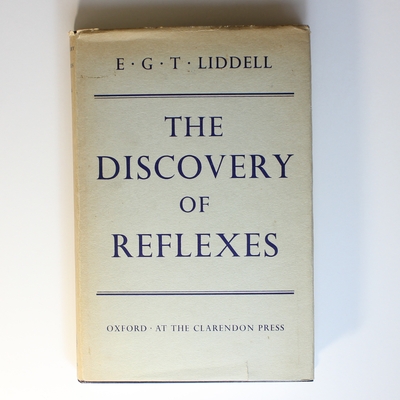 E · G · T · LIDDELL
THE
DISCOVERY
OF
REFLEXES
OXFORD · AT THE CLARENDON PRESS